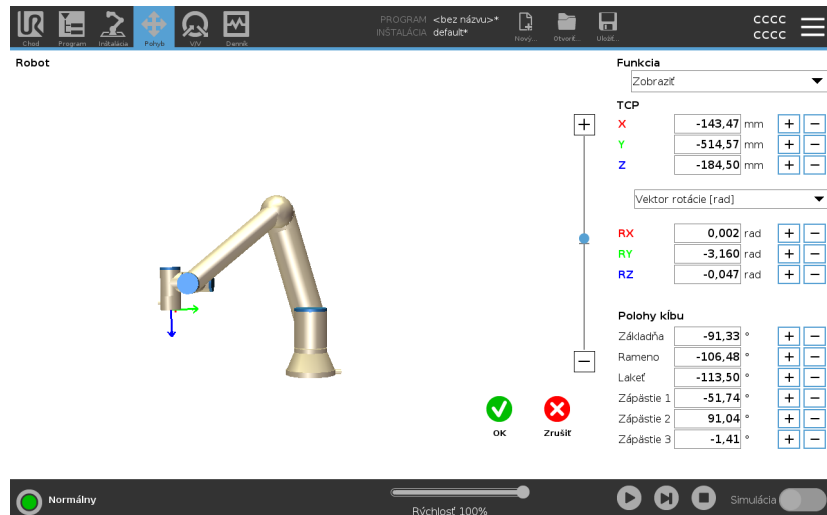 UR
Chod
Program
Inštalácia
Pohyb
V/V
Denník
PROGRAM <bez názvu>*
INŠTALÁCIA default*
Nový...
Otvoriť...
Uložiť...
cccc
cccc
Robot
Funkcia
Zobraziť
TCP
X -143,47 mm + −
Y -514,57 mm + −
Z -184,50 mm + −
Vektor rotácie [rad]
RX 0,002 rad + −
RY -3,160 rad + −
RZ -0,047 rad + −
Polohy kĺbu
Základňa -91,33 ° + −
Rameno -106,48 ° + −
Lakeť -113,50 ° + −
Zápästie 1 -51,74 ° + −
Zápästie 2 91,04 ° + −
Zápästie 3 -1,41 ° + −
+
−
OK
Zrušiť
Normálny
Rýchlosť 100%
Simulácia